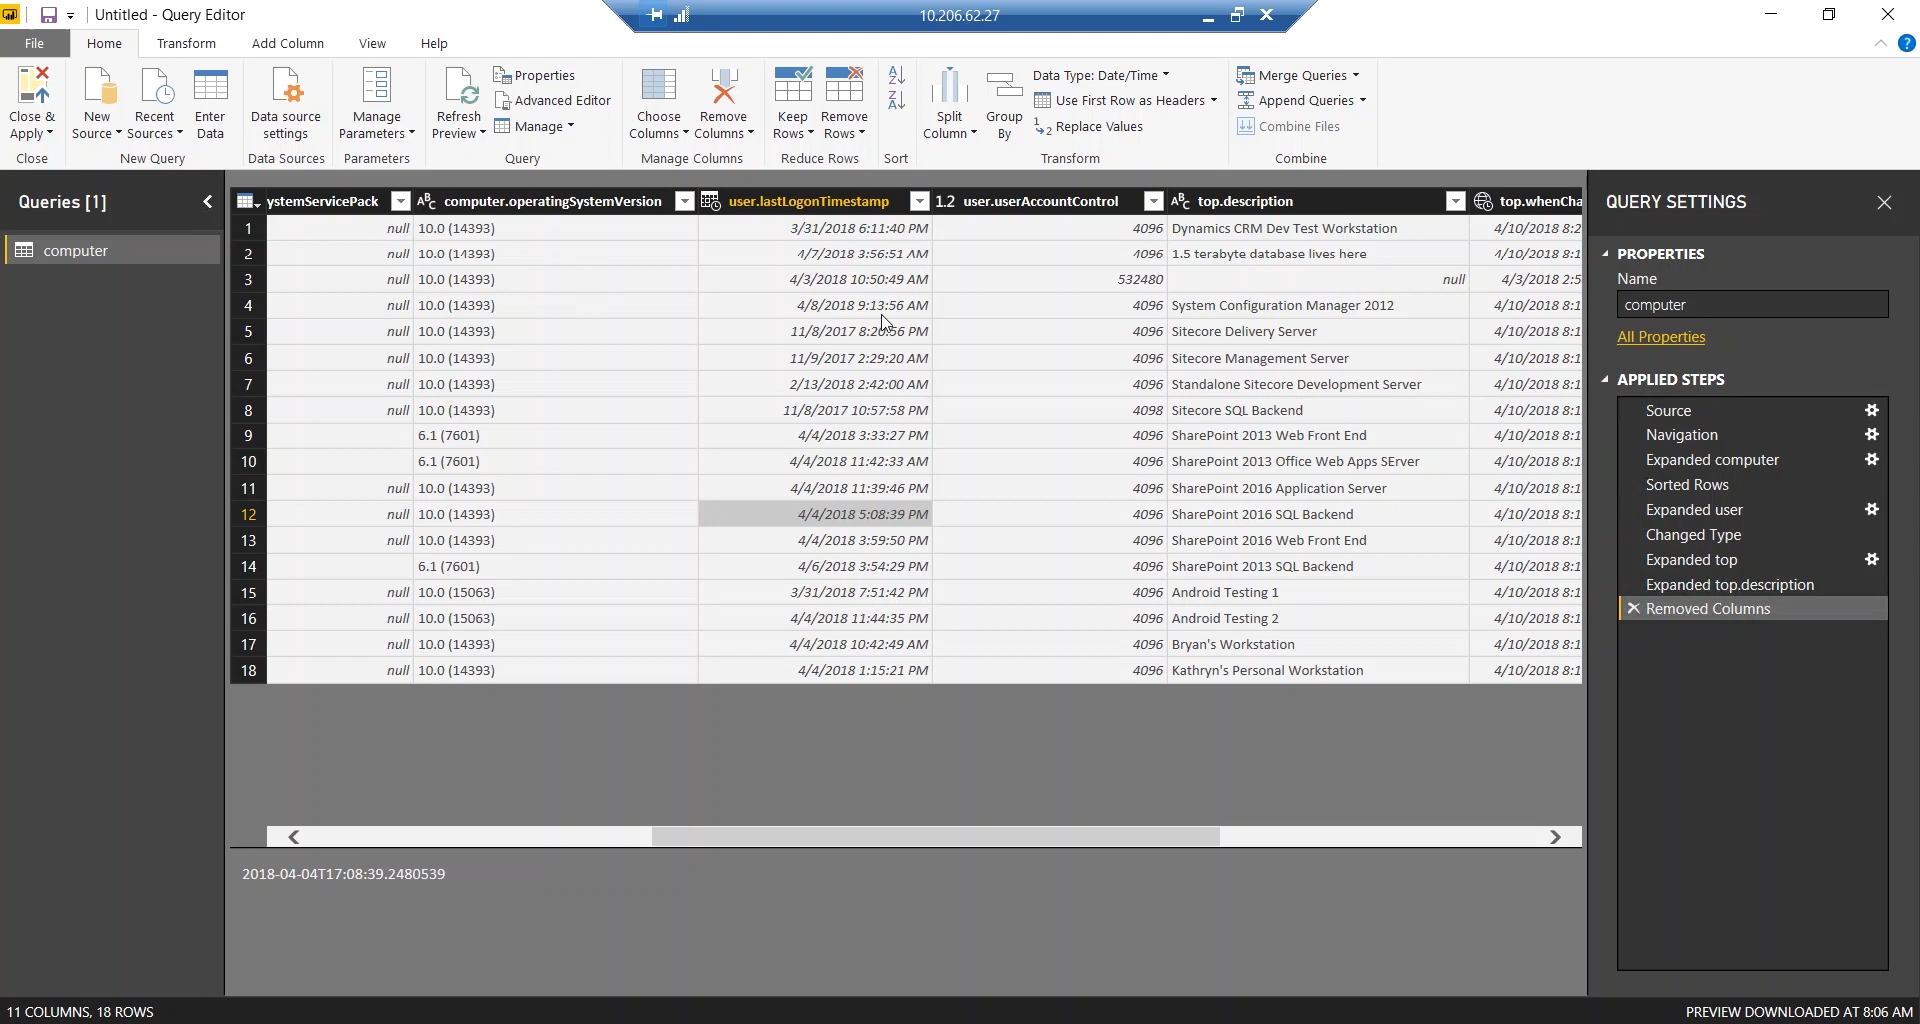 Untitled - Query Editor
10.206.62.27
File Home Transform Add Column View Help
Close & Apply
Close
New Source
Recent Sources
Enter Data
New Query
Data source settings
Data Sources
Manage Parameters
Parameters
Refresh Preview
Properties
Advanced Editor
Manage
Query
Choose Columns
Remove Columns
Manage Columns
Keep Rows
Remove Rows
Reduce Rows
Sort
Split Column
Group By
Data Type: Date/Time
Use First Row as Headers
Replace Values
Transform
Merge Queries
Append Queries
Combine Files
Combine
Queries [1]
computer
ystemServicePack computer.operatingSystemVersion user.lastLogonTimestamp 1.2 user.userAccountControl top.description top.whenCha
1 null 10.0 (14393) 3/31/2018 6:11:40 PM 4096 Dynamics CRM Dev Test Workstation 4/10/2018 8:2
2 null 10.0 (14393) 4/7/2018 3:56:51 AM 4096 1.5 terabyte database lives here 4/10/2018 8:1
3 null 10.0 (14393) 4/3/2018 10:50:49 AM 532480 null 4/3/2018 2:5
4 null 10.0 (14393) 4/8/2018 9:13:56 AM 4096 System Configuration Manager 2012 4/10/2018 8:1
5 null 10.0 (14393) 11/8/2017 8:20:56 PM 4096 Sitecore Delivery Server 4/10/2018 8:1
6 null 10.0 (14393) 11/9/2017 2:29:20 AM 4096 Sitecore Management Server 4/10/2018 8:1
7 null 10.0 (14393) 2/13/2018 2:42:00 AM 4096 Standalone Sitecore Development Server 4/10/2018 8:1
8 null 10.0 (14393) 11/8/2017 10:57:58 PM 4098 Sitecore SQL Backend 4/10/2018 8:1
9 6.1 (7601) 4/4/2018 3:33:27 PM 4096 SharePoint 2013 Web Front End 4/10/2018 8:1
10 6.1 (7601) 4/4/2018 11:42:33 AM 4096 SharePoint 2013 Office Web Apps SErver 4/10/2018 8:1
11 null 10.0 (14393) 4/4/2018 11:39:46 PM 4096 SharePoint 2016 Application Server 4/10/2018 8:1
12 null 10.0 (14393) 4/4/2018 5:08:39 PM 4096 SharePoint 2016 SQL Backend 4/10/2018 8:1
13 null 10.0 (14393) 4/4/2018 3:59:50 PM 4096 SharePoint 2016 Web Front End 4/10/2018 8:1
14 6.1 (7601) 4/6/2018 3:54:29 PM 4096 SharePoint 2013 SQL Backend 4/10/2018 8:1
15 null 10.0 (15063) 3/31/2018 7:51:42 PM 4096 Android Testing 1 4/10/2018 8:1
16 null 10.0 (15063) 4/4/2018 11:44:35 PM 4096 Android Testing 2 4/10/2018 8:1
17 null 10.0 (14393) 4/4/2018 10:42:49 AM 4096 Bryan's Workstation 4/10/2018 8:1
18 null 10.0 (14393) 4/4/2018 1:15:21 PM 4096 Kathryn's Personal Workstation 4/10/2018 8:1
2018-04-04T17:08:39.2480539
QUERY SETTINGS
PROPERTIES
Name
computer
All Properties
APPLIED STEPS
Source
Navigation
Expanded computer
Sorted Rows
Expanded user
Changed Type
Expanded top
Expanded top.description
Removed Columns
11 COLUMNS, 18 ROWS
PREVIEW DOWNLOADED AT 8:06 AM